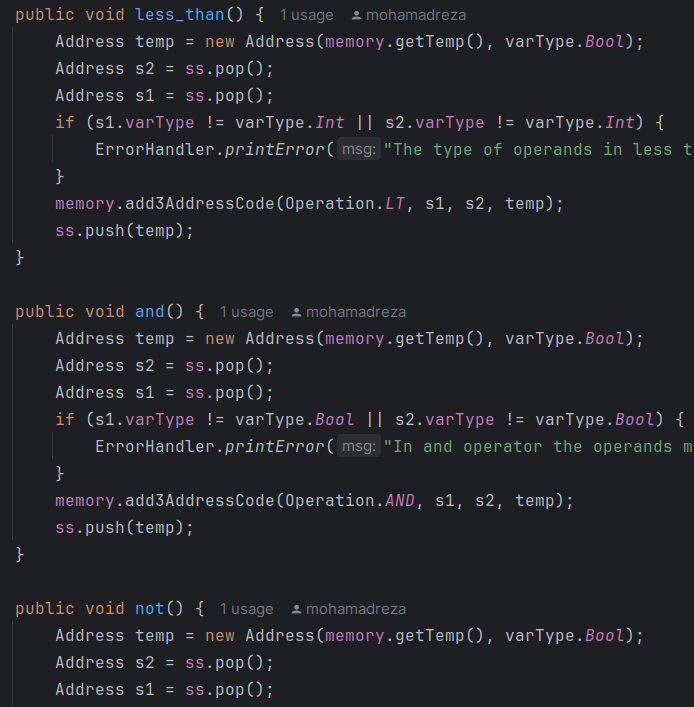 public void less_than() { 1 usage mohamadreza
    Address temp = new Address(memory.getTemp(), varType.Bool);
    Address s2 = ss.pop();
    Address s1 = ss.pop();
    if (s1.varType != varType.Int || s2.varType != varType.Int) {
        ErrorHandler.printError( msg: "The type of operands in less t
    }
    memory.add3AddressCode(Operation.LT, s1, s2, temp);
    ss.push(temp);
}

public void and() { 1 usage mohamadreza
    Address temp = new Address(memory.getTemp(), varType.Bool);
    Address s2 = ss.pop();
    Address s1 = ss.pop();
    if (s1.varType != varType.Bool || s2.varType != varType.Bool) {
        ErrorHandler.printError( msg: "In and operator the operands m
    }
    memory.add3AddressCode(Operation.AND, s1, s2, temp);
    ss.push(temp);
}

public void not() { 1 usage mohamadreza
    Address temp = new Address(memory.getTemp(), varType.Bool);
    Address s2 = ss.pop();
    Address s1 = ss.pop();